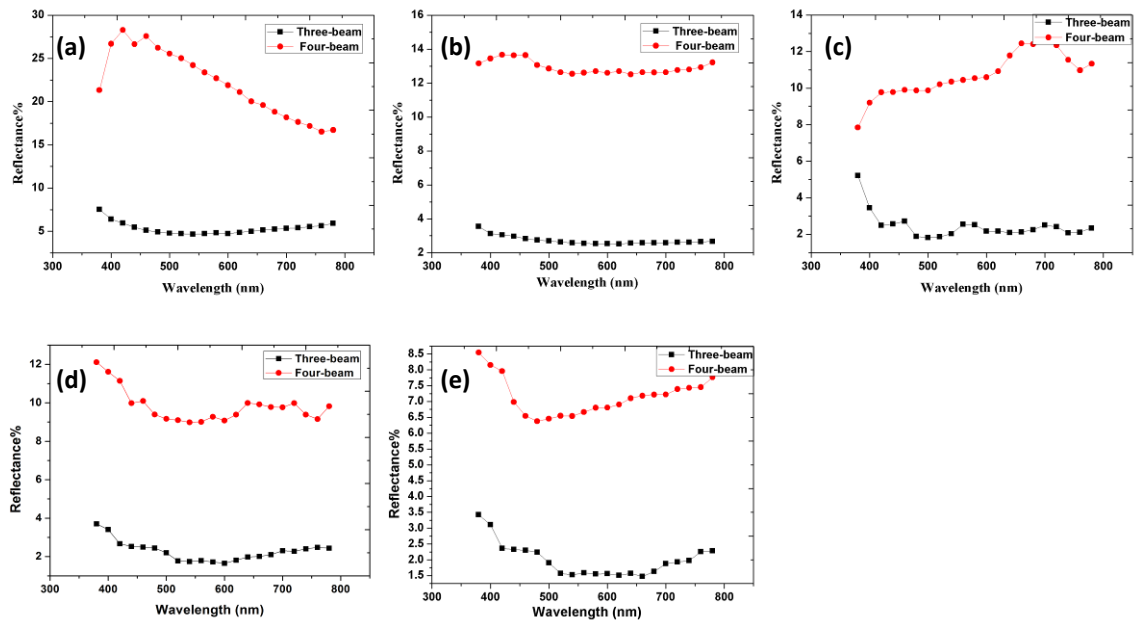 (a)
Three-beam
Four-beam
Reflectance%
30
25
20
15
10
5
300 400 500 600 700 800
Wavelength (nm)
(b)
Three-beam
Four-beam
Reflectance%
16
14
12
10
8
6
4
2
300 400 500 600 700 800
Wavelength (nm)
(c)
Three-beam
Four-beam
Reflectance%
14
12
10
8
6
4
2
300 400 500 600 700 800
Wavelength (nm)
(d)
Three-beam
Four-beam
Reflectance%
12
10
8
6
4
2
300 400 500 600 700 800
Wavelength (nm)
(e)
Three-beam
Four-beam
Reflectance%
8.5
8.0
7.5
7.0
6.5
6.0
5.5
5.0
4.5
4.0
3.5
3.0
2.5
2.0
1.5
300 400 500 600 700 800
Wavelength (nm)